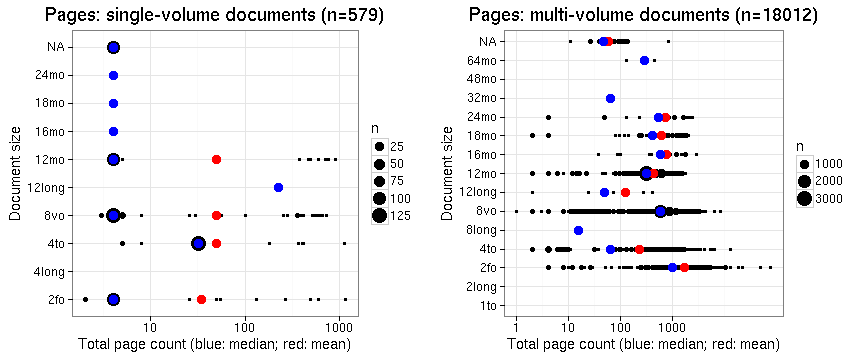 Pages: single-volume documents (n=579)
Document size
NA
24mo
18mo
16mo
12mo
12long
8vo
4to
4long
2fo
10
100
1000
Total page count (blue: median; red: mean)
n
25
50
75
100
125
Pages: multi-volume documents (n=18012)
Document size
NA
64mo
48mo
32mo
24mo
18mo
16mo
12mo
12long
8vo
8long
4to
2fo
2long
1to
1
10
100
1000
Total page count (blue: median; red: mean)
n
1000
2000
3000